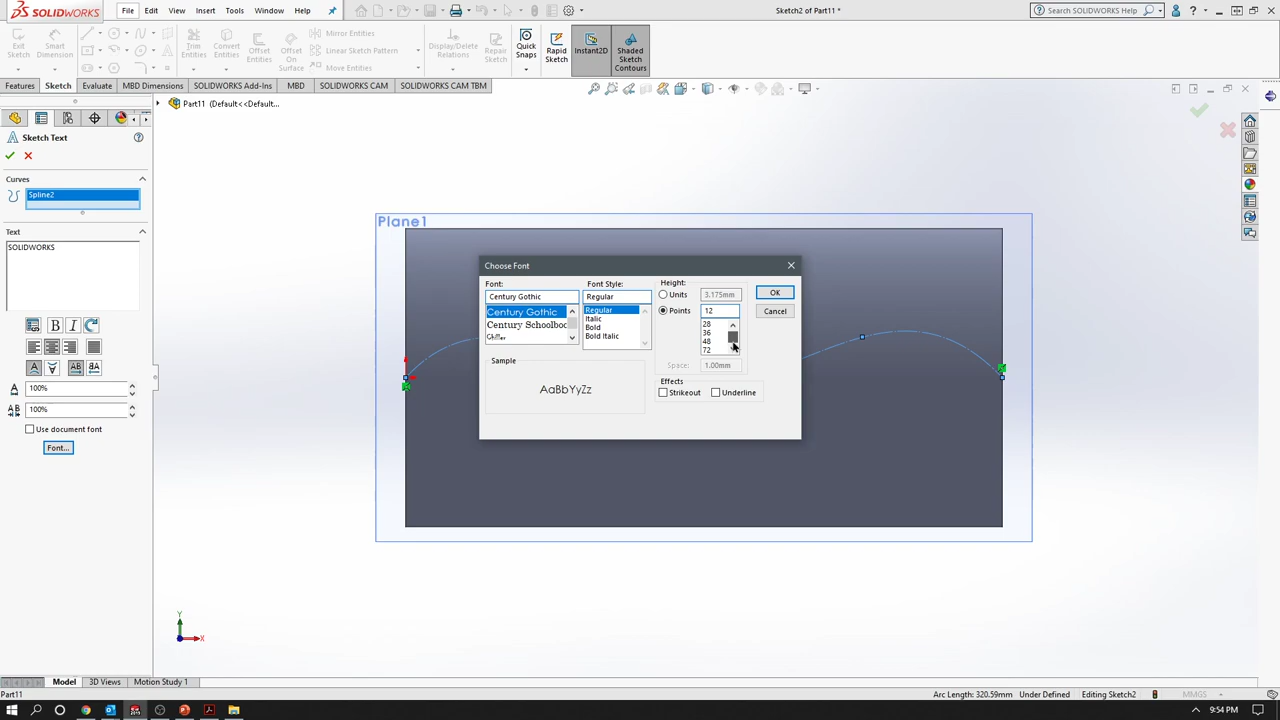 SOLIDWORKS File Edit View Insert Tools Window Help Sketch2 of Part11 * Search SOLIDWORKS Help
Exit Sketch
Smart Dimension
Trim Entities
Convert Entities
Offset Entities
Offset On Surface
Mirror Entities
Linear Sketch Pattern
Move Entities
Display/Delete Relations
Repair Sketch
Quick Snaps
Rapid Sketch
Instant2D
Shaded Sketch Contours
Features Sketch Evaluate MBD Dimensions SOLIDWORKS Add-Ins MBD SOLIDWORKS CAM SOLIDWORKS CAM TBM
Part11 (Default<<Default...
Sketch Text
Curves
Spline2
Text
SOLIDWORKS
B I
100%
100%
Use document font
Font...
Plane1
Choose Font
Font: Font Style: Height:
Century Gothic Regular Units 3.175mm OK
Century Gothic Regular Points 12 Cancel
Century Schoolboo Italic 28
Chiller Bold 36
Bold Italic 48
72
Sample Space: 1.00mm
AaBbYyZz
Effects
Strikeout Underline
Y
X
Model 3D Views Motion Study 1
Part11 Arc Length: 320.59mm Under Defined Editing Sketch2 MMGS
9:54 PM